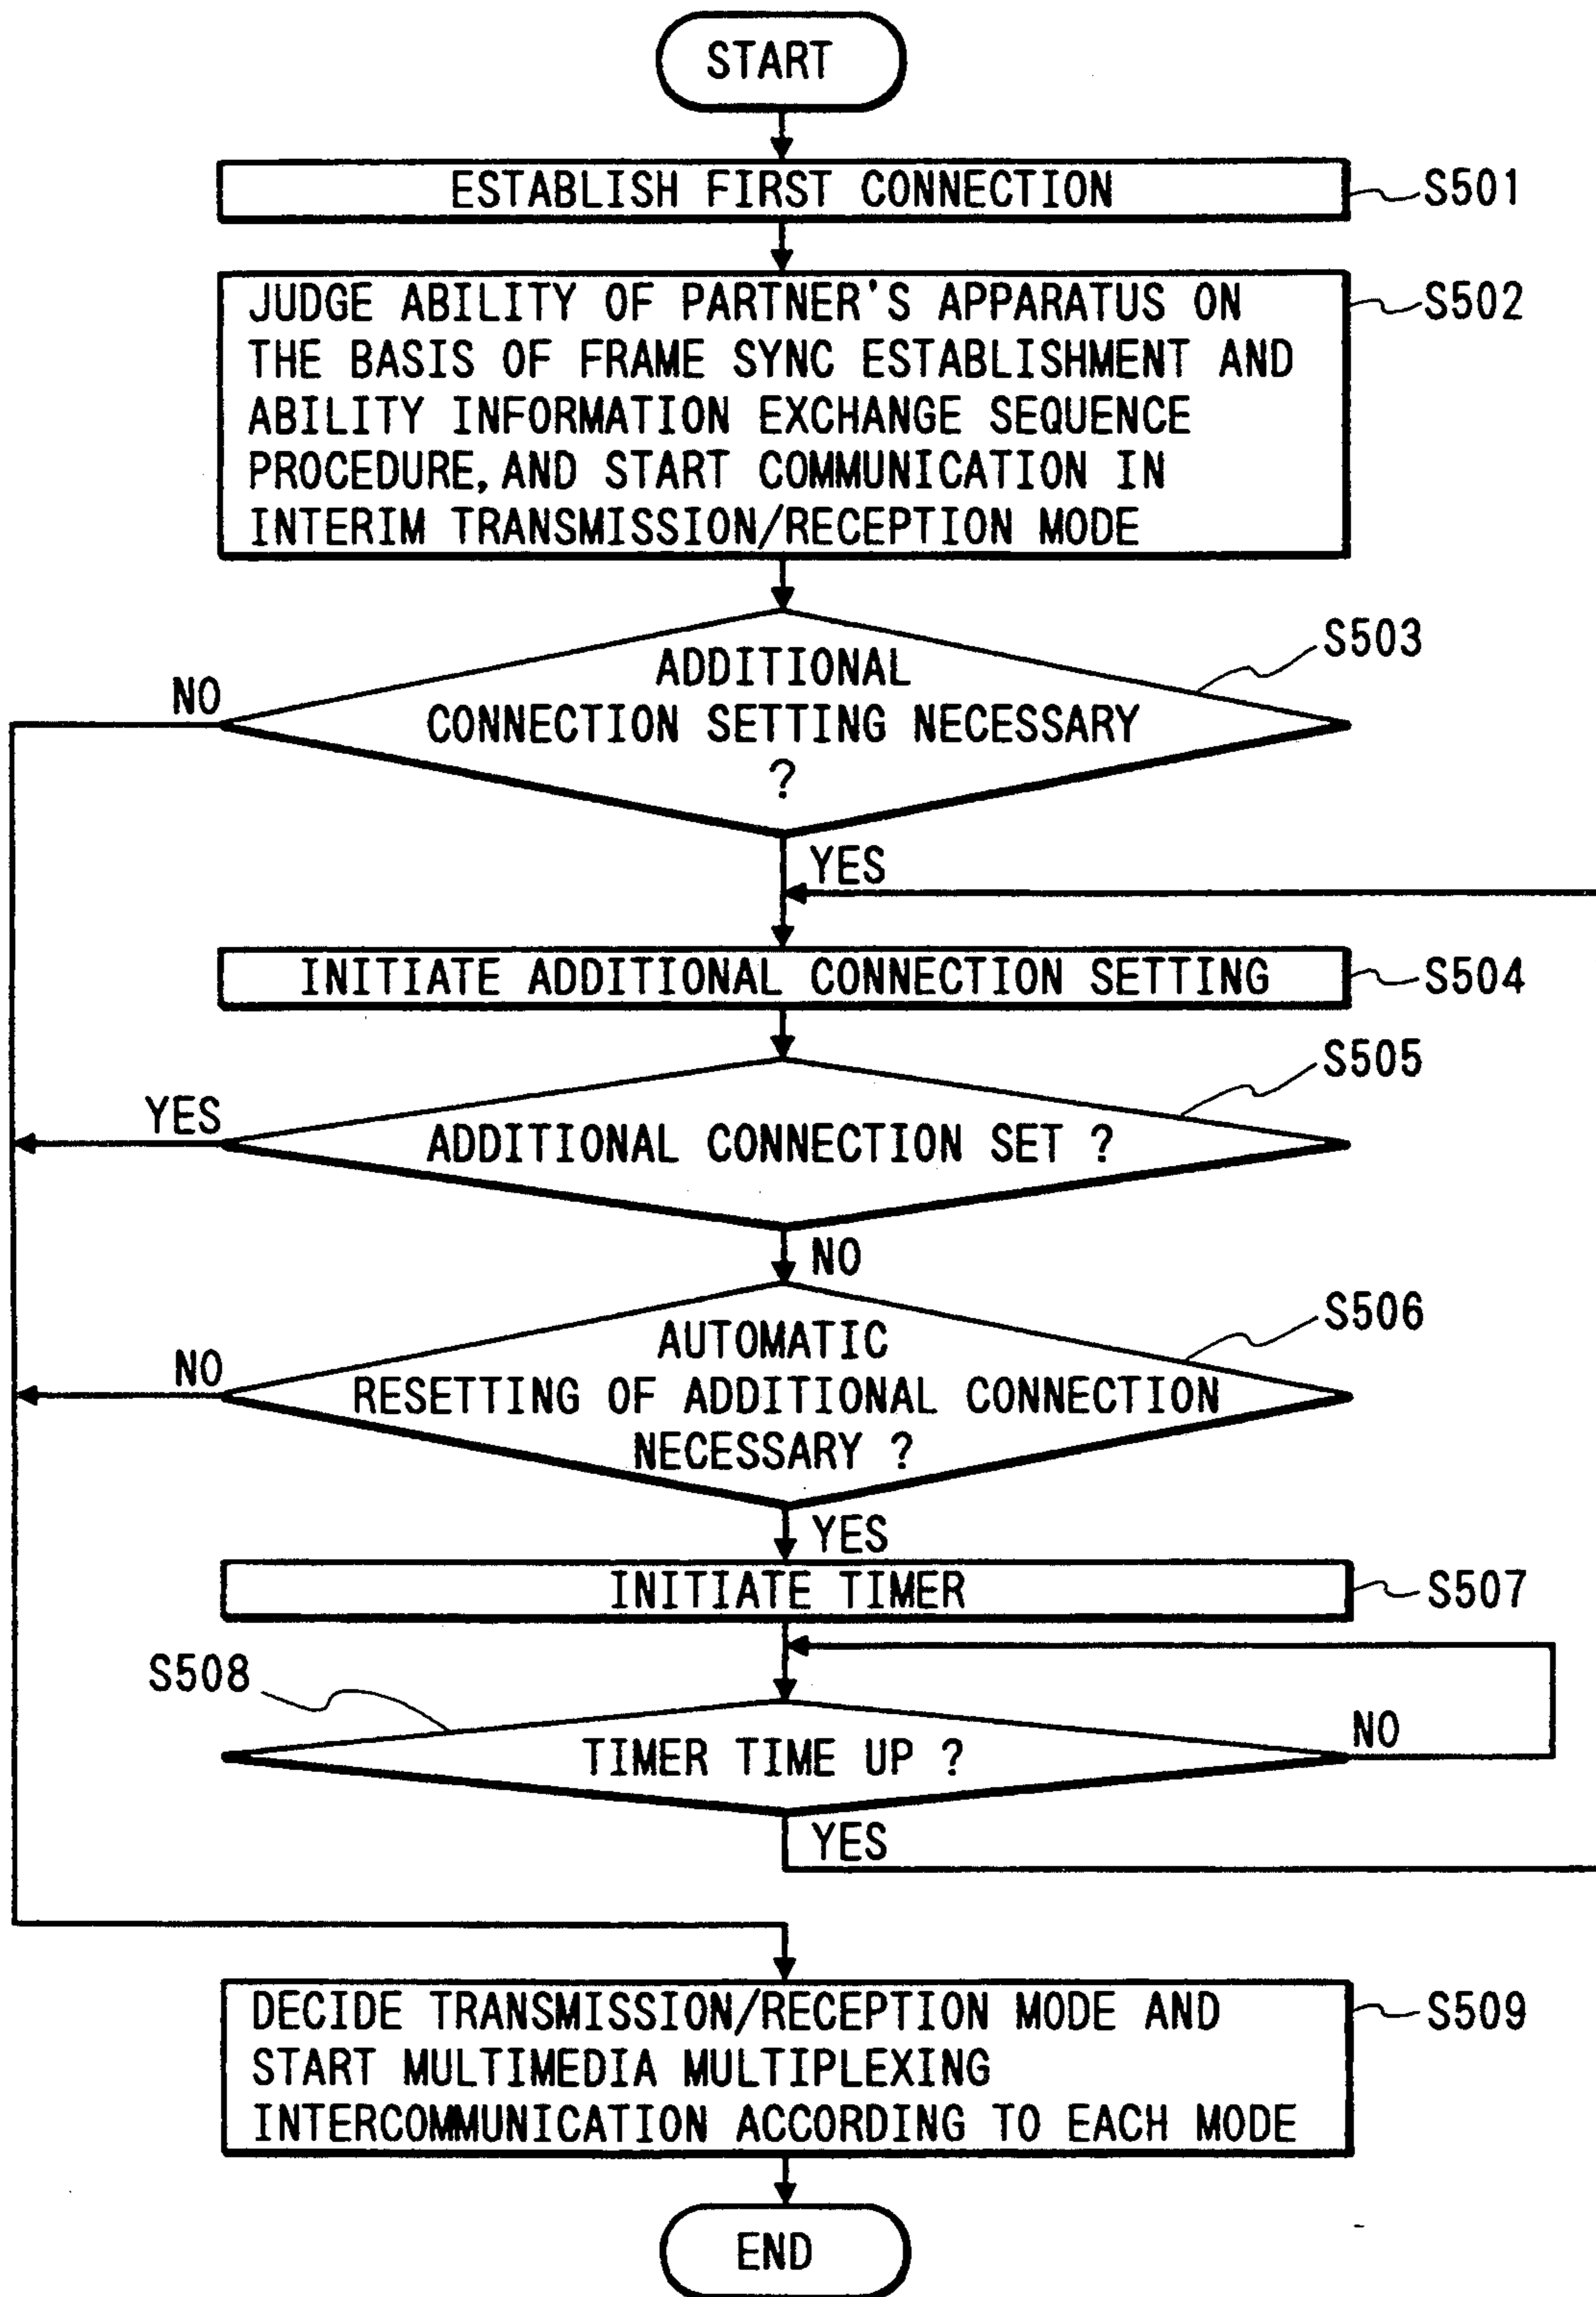 START
ESTABLISH FIRST CONNECTION
S501
JUDGE ABILITY OF PARTNER'S APPARATUS ON
THE BASIS OF FRAME SYNC ESTABLISHMENT AND
ABILITY INFORMATION EXCHANGE SEQUENCE
PROCEDURE, AND START COMMUNICATION IN
INTERIM TRANSMISSION/RECEPTION MODE
S502
S503
ADDITIONAL
CONNECTION SETTING NECESSARY
?
NO
YES
INITIATE ADDITIONAL CONNECTION SETTING
S504
S505
YES
ADDITIONAL CONNECTION SET ?
NO
S506
AUTOMATIC
RESETTING OF ADDITIONAL CONNECTION
NECESSARY ?
NO
YES
INITIATE TIMER
S507
S508
TIMER TIME UP ?
NO
YES
DECIDE TRANSMISSION/RECEPTION MODE AND
START MULTIMEDIA MULTIPLEXING
INTERCOMMUNICATION ACCORDING TO EACH MODE
S509
END